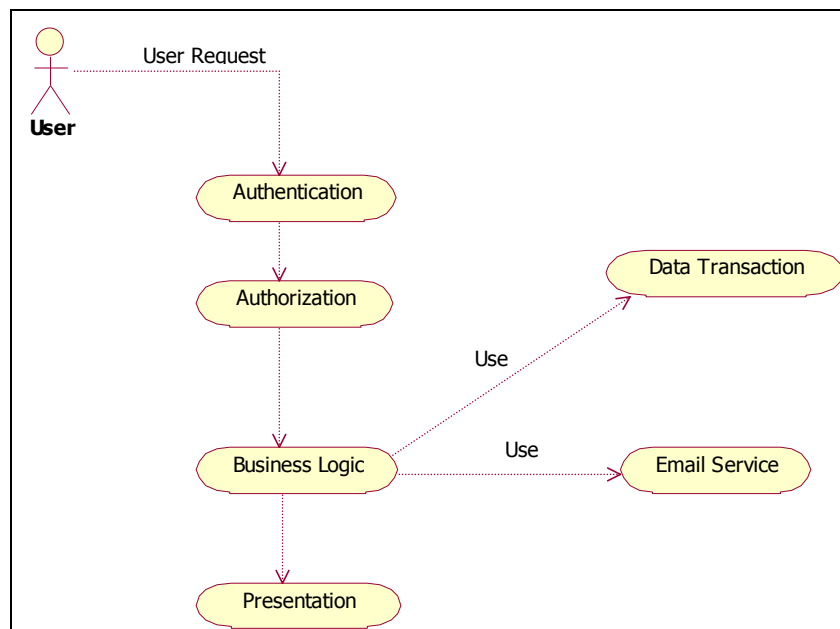 User Request
User
Authentication
Data Transaction
Authorization
Use
Use
Business Logic
Email Service
Presentation